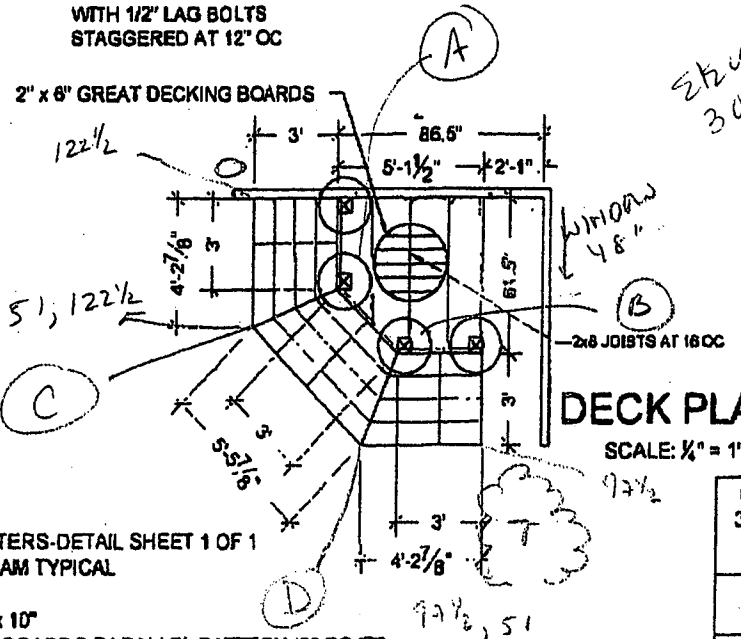 WITH 1/2" LAG BOLTS
STAGGERED AT 12" OC
A
2" x 6" GREAT DECKING BOARDS
3'
86.5"
122 1/2
5'-1 1/2"
2'-1"
WINDOW
48"
4'-2 7/8"
3'
61.5"
51, 122 1/2
B
2x8 JOISTS AT 16 OC
C
3'
DECK PLA
SCALE: 1/4" = 1'
5'-5 7/8"
3'
97 1/2
3'
T
TERS-DETAIL SHEET 1 OF 1
AM TYPICAL
4'-2 7/8"
D
x 10"
97 1/2, 51